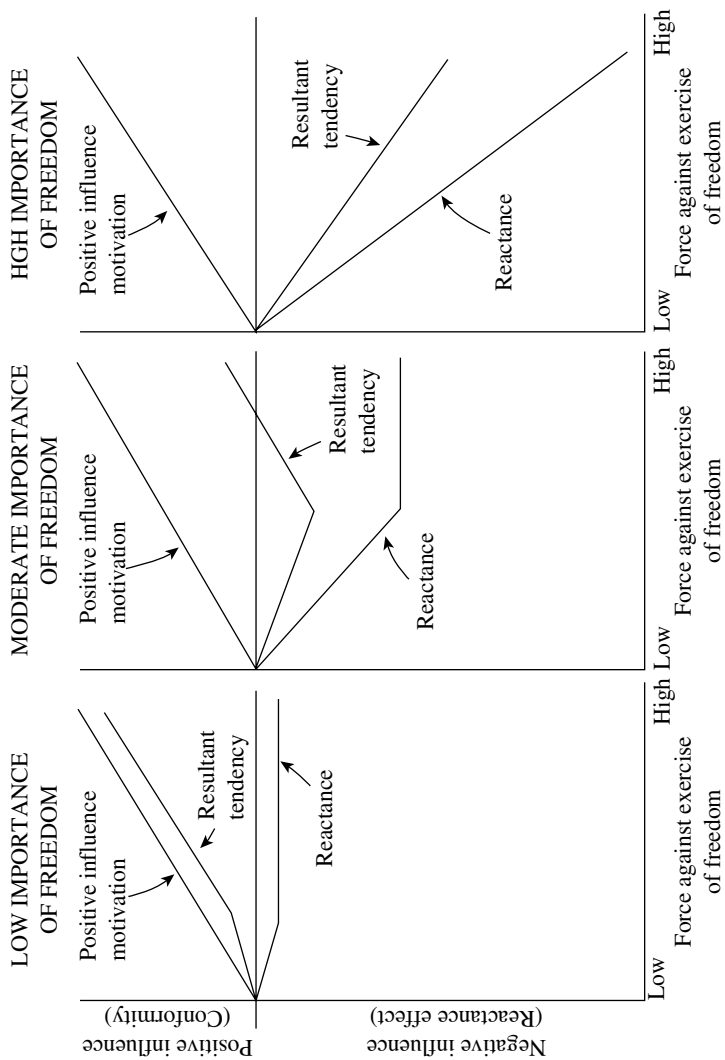 LOW IMPORTANCE
OF FREEDOM
Positive influence
motivation
Resultant
tendency
Reactance
Low
High
Force against exercise
of freedom
Positive influence
(Conformity)
Negative influence
(Reactance effect)
MODERATE IMPORTANCE
OF FREEDOM
Positive influence
motivation
Resultant
tendency
Reactance
Low
High
Force against exercise
of freedom
HGH IMPORTANCE
OF FREEDOM
Positive influence
motivation
Resultant
tendency
Reactance
Low
High
Force against exercise
of freedom